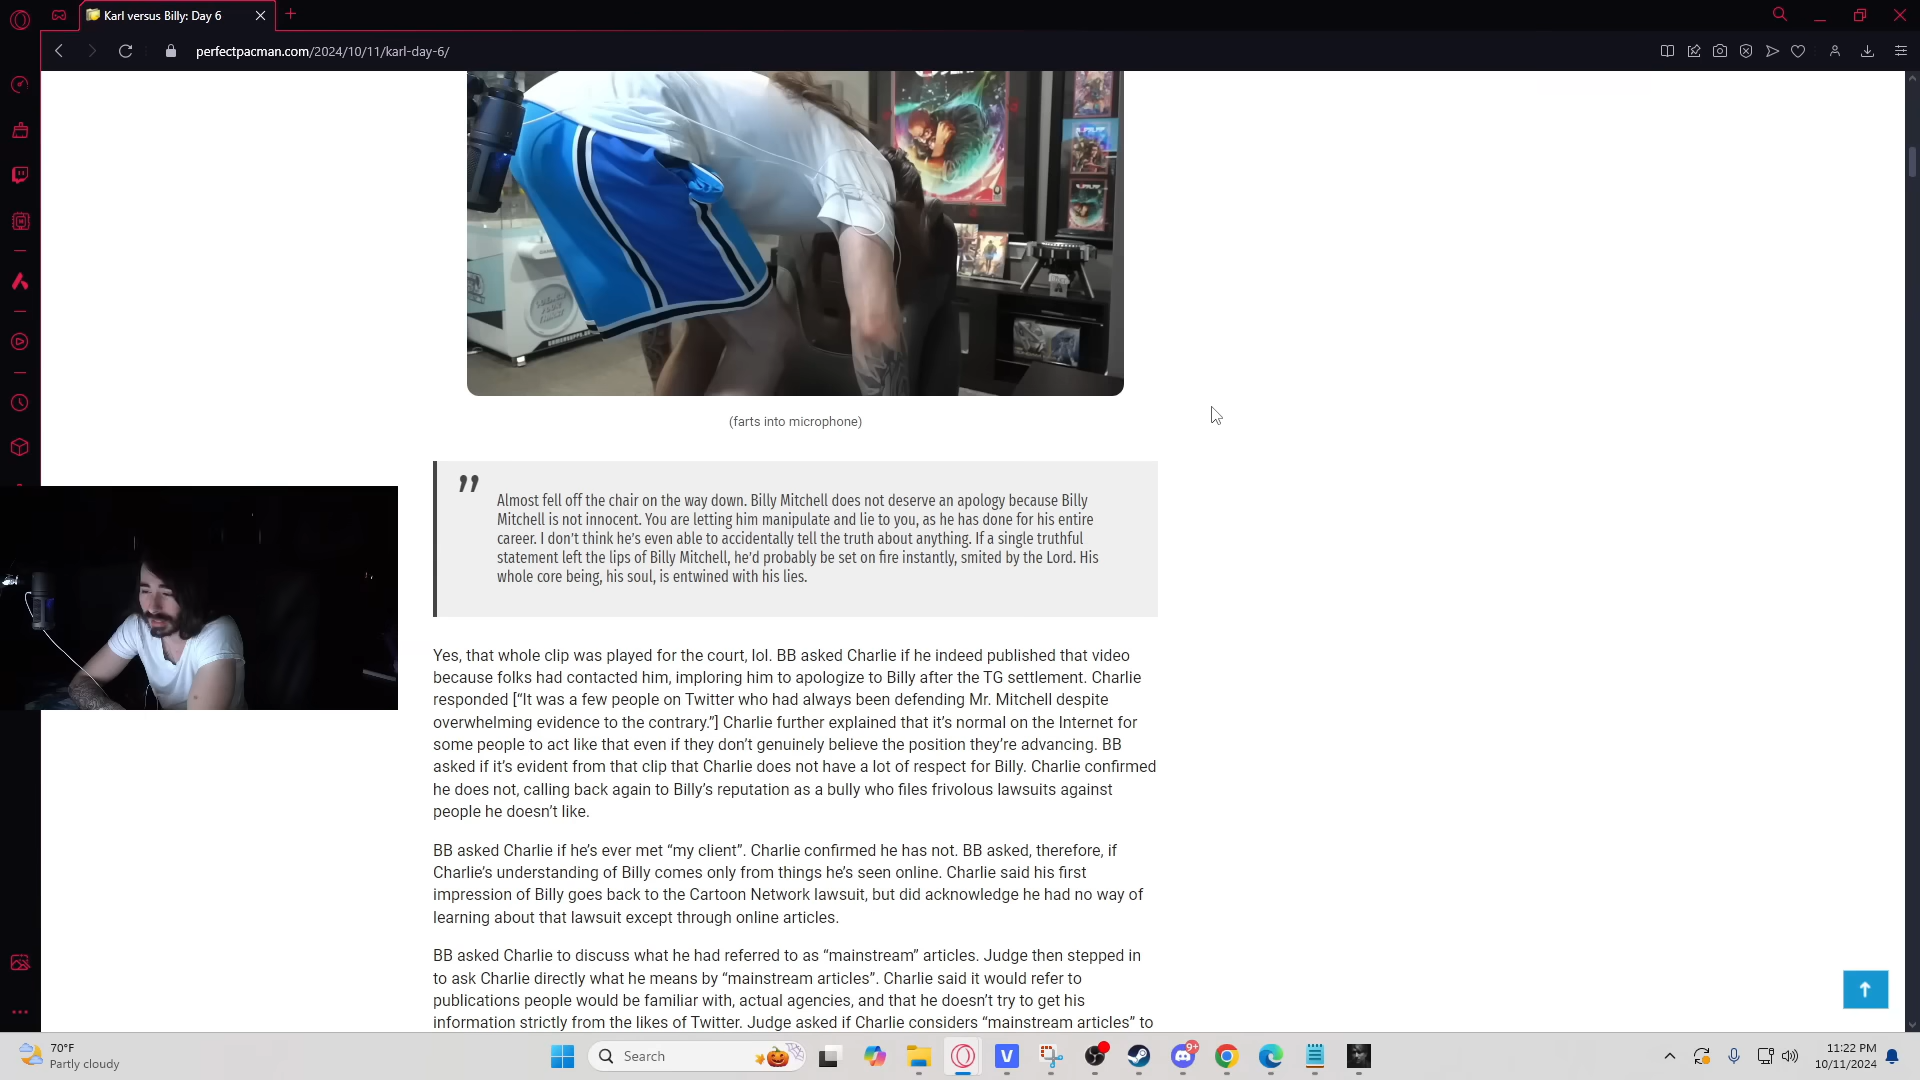 Karl versus Billy: Day 6
perfectpacman.com/2024/10/11/karl-day-6/
(farts into microphone)
”
Almost fell off the chair on the way down. Billy Mitchell does not deserve an apology because Billy
Mitchell is not innocent. You are letting him manipulate and lie to you, as he has done for his entire
career. I don’t think he’s even able to accidentally tell the truth about anything. If a single truthful
statement left the lips of Billy Mitchell, he’d probably be set on fire instantly, smited by the Lord. His
whole core being, his soul, is entwined with his lies.
Yes, that whole clip was played for the court, lol. BB asked Charlie if he indeed published that video
because folks had contacted him, imploring him to apologize to Billy after the TG settlement. Charlie
responded [“It was a few people on Twitter who had always been defending Mr. Mitchell despite
overwhelming evidence to the contrary.”] Charlie further explained that it’s normal on the Internet for
some people to act like that even if they don’t genuinely believe the position they’re advancing. BB
asked if it’s evident from that clip that Charlie does not have a lot of respect for Billy. Charlie confirmed
he does not, calling back again to Billy’s reputation as a bully who files frivolous lawsuits against
people he doesn’t like.
BB asked Charlie if he’s ever met “my client”. Charlie confirmed he has not. BB asked, therefore, if
Charlie’s understanding of Billy comes only from things he’s seen online. Charlie said his first
impression of Billy goes back to the Cartoon Network lawsuit, but did acknowledge he had no way of
learning about that lawsuit except through online articles.
BB asked Charlie to discuss what he had referred to as “mainstream” articles. Judge then stepped in
to ask Charlie directly what he means by “mainstream articles”. Charlie said it would refer to
publications people would be familiar with, actual agencies, and that he doesn’t try to get his
information strictly from the likes of Twitter. Judge asked if Charlie considers “mainstream articles” to
70°F
Partly cloudy
Search
9+
11:22 PM
10/11/2024